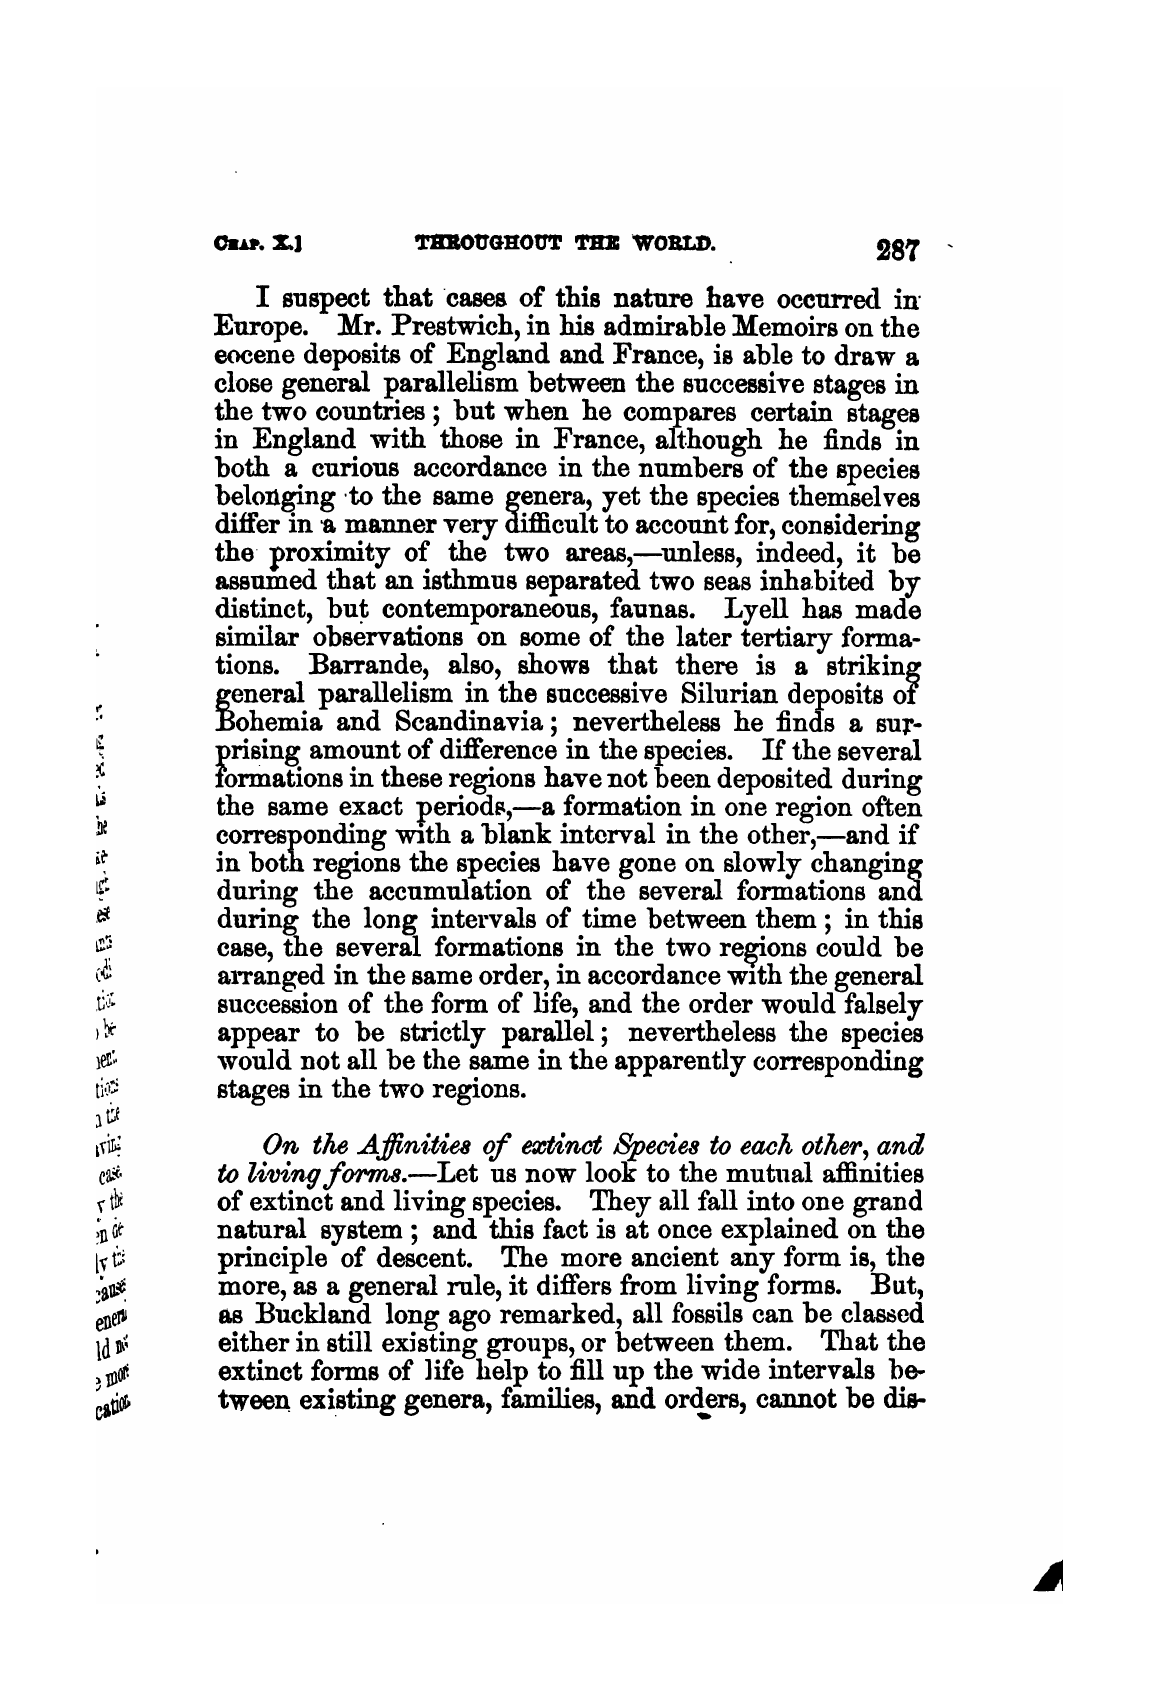 CHAP. X.] THROUGHOUT THE WORLD. 287
I suspect that cases of this nature have occurred in
Europe. Mr. Prestwich, in his admirable Memoirs on the
eocene deposits of England and France, is able to draw a
close general parallelism between the successive stages in
the two countries; but when he compares certain stages
in England with those in France, although he finds in
both a curious accordance in the numbers of the species
belonging to the same genera, yet the species themselves
differ in a manner very difficult to account for, considering
the proximity of the two areas,—unless, indeed, it be
assumed that an isthmus separated two seas inhabited by
distinct, but contemporaneous, faunas. Lyell has made
similar observations on some of the later tertiary forma-
tions. Barrande, also, shows that there is a striking
general parallelism in the successive Silurian deposits of
Bohemia and Scandinavia; nevertheless he finds a sur-
prising amount of difference in the species. If the several
formations in these regions have not been deposited during
the same exact periods,—a formation in one region often
corresponding with a blank interval in the other,—and if
in both regions the species have gone on slowly changing
during the accumulation of the several formations and
during the long intervals of time between them; in this
case, the several formations in the two regions could be
arranged in the same order, in accordance with the general
succession of the form of life, and the order would falsely
appear to be strictly parallel; nevertheless the species
would not all be the same in the apparently corresponding
stages in the two regions.
On the Affinities of extinct Species to each other, and
to living forms.—Let us now look to the mutual affinities
of extinct and living species. They all fall into one grand
natural system; and this fact is at once explained on the
principle of descent. The more ancient any form is, the
more, as a general rule, it differs from living forms. But,
as Buckland long ago remarked, all fossils can be classed
either in still existing groups, or between them. That the
extinct forms of life help to fill up the wide intervals be-
tween existing genera, families, and orders, cannot be dis-